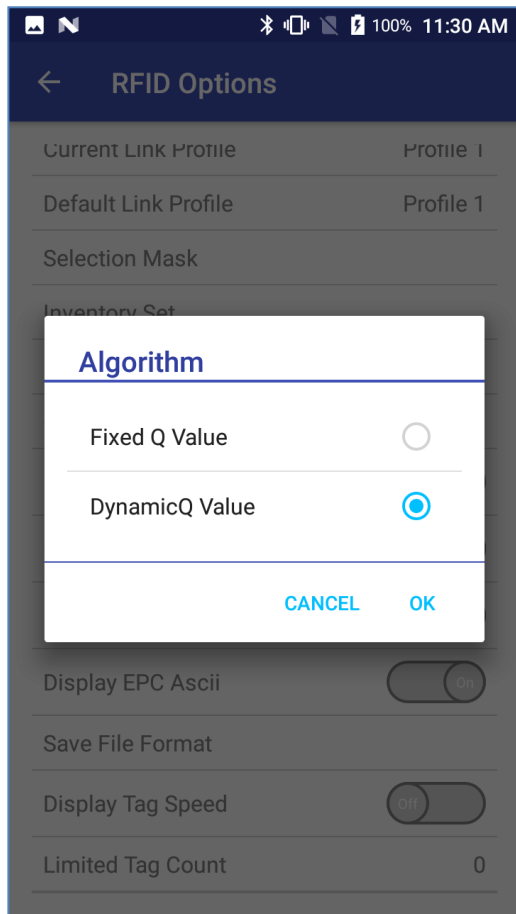 100% 11:30 AM
RFID Options
Current Link Profile Profile 1
Default Link Profile Profile 1
Selection Mask
Inventory Set
Algorithm
Fixed Q Value
DynamicQ Value
CANCEL OK
Display EPC Ascii On
Save File Format
Display Tag Speed Off
Limited Tag Count 0